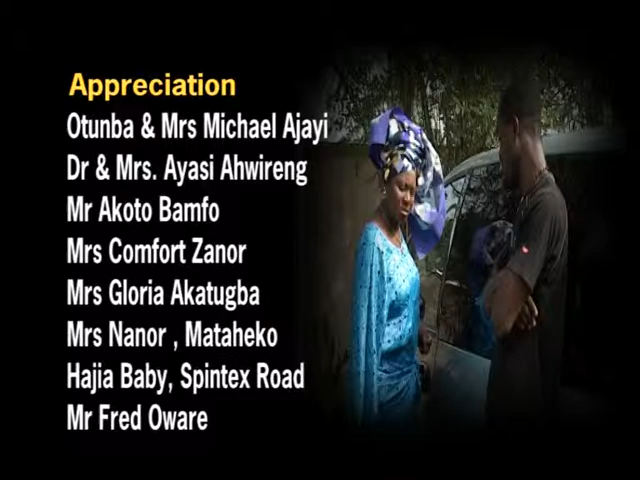 Appreciation
Otunba & Mrs Michael Ajayi
Dr & Mrs. Ayasi Ahwireng
Mr Akoto Bamfo
Mrs Comfort Zanor
Mrs Gloria Akatugba
Mrs Nanor , Mataheko
Hajia Baby, Spintex Road
Mr Fred Oware